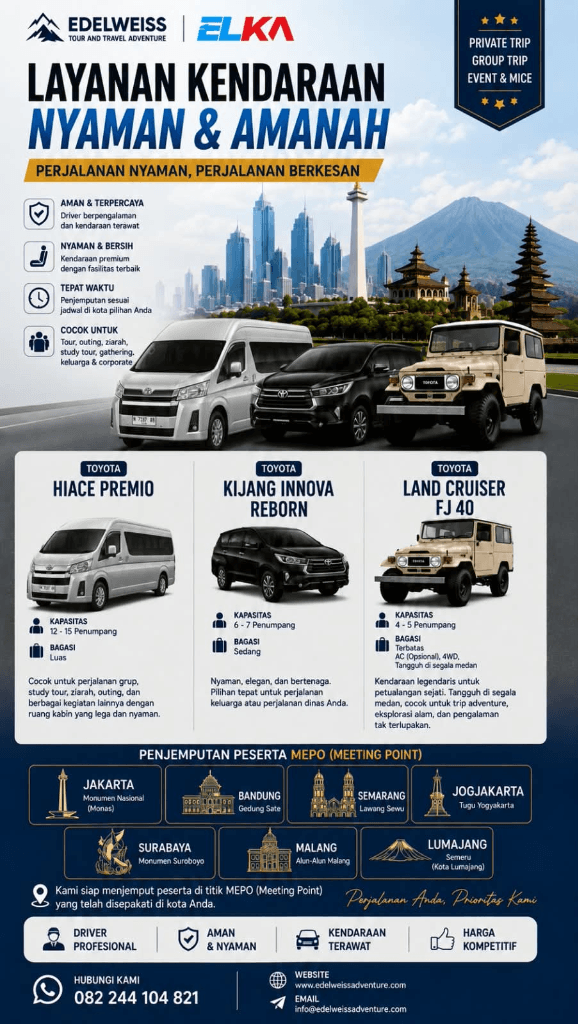 EDELWEISS
TOUR AND TRAVEL ADVENTURE
ELKA
PRIVATE TRIP
GROUP TRIP
EVENT & MICE
LAYANAN KENDARAAN
NYAMAN & AMANAH
PERJALANAN NYAMAN, PERJALANAN BERKESAN
AMAN & TERPERCAYA
Driver berpengalaman
dan kendaraan terawat
NYAMAN & BERSIH
Kendaraan premium
dengan fasilitas terbaik
TEPAT WAKTU
Penjemputan sesuai
jadwal di kota pilihan Anda
COCOK UNTUK
Tour, outing, ziarah,
study tour, gathering,
keluarga & corporate
TOYOTA
TOYOTA
HIACE PREMIO
KAPASITAS
12 - 15 Penumpang
BAGASI
Luas
Cocok untuk perjalanan grup,
study tour, ziarah, outing, dan
berbagai kegiatan lainnya dengan
ruang kabin yang lega dan nyaman.
TOYOTA
KIJANG INNOVA
REBORN
KAPASITAS
6 - 7 Penumpang
BAGASI
Sedang
Nyaman, elegan, dan bertenaga.
Pilihan tepat untuk perjalanan
keluarga atau perjalanan dinas Anda.
TOYOTA
LAND CRUISER
FJ 40
KAPASITAS
4 - 5 Penumpang
BAGASI
Terbatas
AC (Opsional), 4WD,
Tangguh di segala medan
Kendaraan legendaris untuk
petualangan sejati. Tangguh di segala
medan, cocok untuk trip adventure,
eksplorasi alam, dan pengalaman
tak terlupakan.
PENJEMPUTAN PESERTA MEPO (MEETING POINT)
JAKARTA
Monumen Nasional
(Monas)
BANDUNG
Gedung Sate
SEMARANG
Lawang Sewu
JOGJAKARTA
Tugu Yogyakarta
SURABAYA
Monumen Suroboyo
MALANG
Alun-Alun Malang
LUMAJANG
Semeru
(Kota Lumajang)
Kami siap menjemput peserta di titik MEPO (Meeting Point)
yang telah disepakati di kota Anda.
Perjalanan Anda, Prioritas Kami
DRIVER
PROFESIONAL
AMAN
& NYAMAN
KENDARAAN
TERAWAT
HARGA
KOMPETITIF
HUBUNGI KAMI
082 244 104 821
WEBSITE
www.edelweissadventure.com
EMAIL
info@edelweissadventure.com